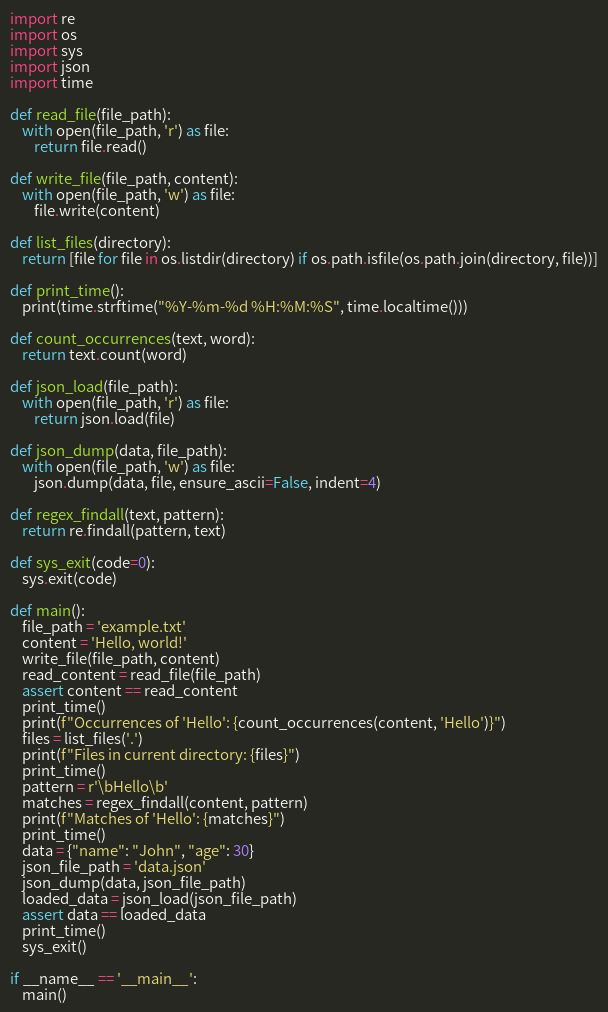 import re
import os
import sys
import json
import time

def read_file(file_path):
    with open(file_path, 'r') as file:
        return file.read()

def write_file(file_path, content):
    with open(file_path, 'w') as file:
        file.write(content)

def list_files(directory):
    return [file for file in os.listdir(directory) if os.path.isfile(os.path.join(directory, file))]

def print_time():
    print(time.strftime("%Y-%m-%d %H:%M:%S", time.localtime()))

def count_occurrences(text, word):
    return text.count(word)

def json_load(file_path):
    with open(file_path, 'r') as file:
        return json.load(file)

def json_dump(data, file_path):
    with open(file_path, 'w') as file:
        json.dump(data, file, ensure_ascii=False, indent=4)

def regex_findall(text, pattern):
    return re.findall(pattern, text)

def sys_exit(code=0):
    sys.exit(code)

def main():
    file_path = 'example.txt'
    content = 'Hello, world!'
    write_file(file_path, content)
    read_content = read_file(file_path)
    assert content == read_content
    print_time()
    print(f"Occurrences of 'Hello': {count_occurrences(content, 'Hello')}")
    files = list_files('.')
    print(f"Files in current directory: {files}")
    print_time()
    pattern = r'\bHello\b'
    matches = regex_findall(content, pattern)
    print(f"Matches of 'Hello': {matches}")
    print_time()
    data = {"name": "John", "age": 30}
    json_file_path = 'data.json'
    json_dump(data, json_file_path)
    loaded_data = json_load(json_file_path)
    assert data == loaded_data
    print_time()
    sys_exit()

if __name__ == '__main__':
    main()